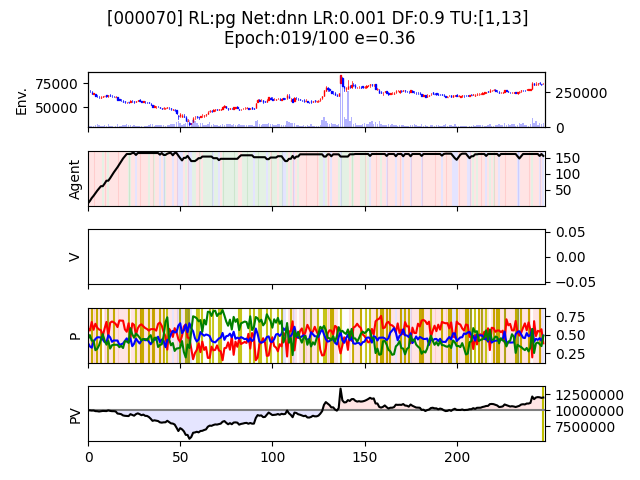 [000070] RL:pg Net:dnn LR:0.001 DF:0.9 TU:[1,13]
Epoch:019/100 e=0.36
Env.
75000
50000
250000
0
Agent
150
100
50
V
0.05
0.00
−0.05
P
0.75
0.50
0.25
PV
12500000
10000000
7500000
0 50 100 150 200